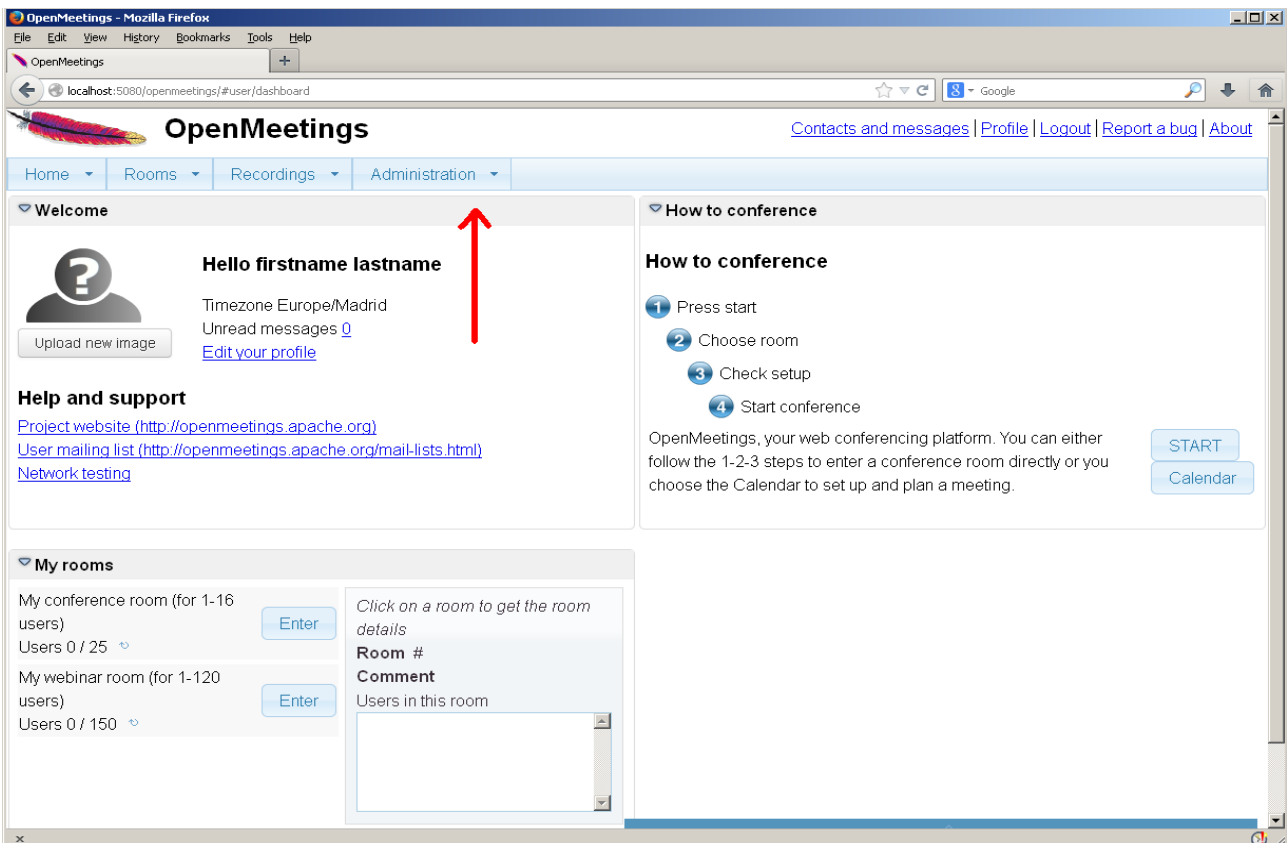 OpenMeetings - Mozilla Firefox
File Edit View History Bookmarks Tools Help
OpenMeetings +
localhost:5080/openmeetings/#user/dashboard
8 Google
OpenMeetings
Contacts and messages | Profile | Logout | Report a bug | About
Home Rooms Recordings Administration
Welcome
?
Hello firstname lastname
Timezone Europe/Madrid
Unread messages 0
Upload new image
Edit your profile
Help and support
Project website (http://openmeetings.apache.org)
User mailing list (http://openmeetings.apache.org/mail-lists.html)
Network testing
How to conference
How to conference
1 Press start
2 Choose room
3 Check setup
4 Start conference
OpenMeetings, your web conferencing platform. You can either
follow the 1-2-3 steps to enter a conference room directly or you
choose the Calendar to set up and plan a meeting.
START
Calendar
My rooms
My conference room (for 1-16
users)
Users 0 / 25
Enter
My webinar room (for 1-120
users)
Users 0 / 150
Enter
Click on a room to get the room
details
Room #
Comment
Users in this room
x